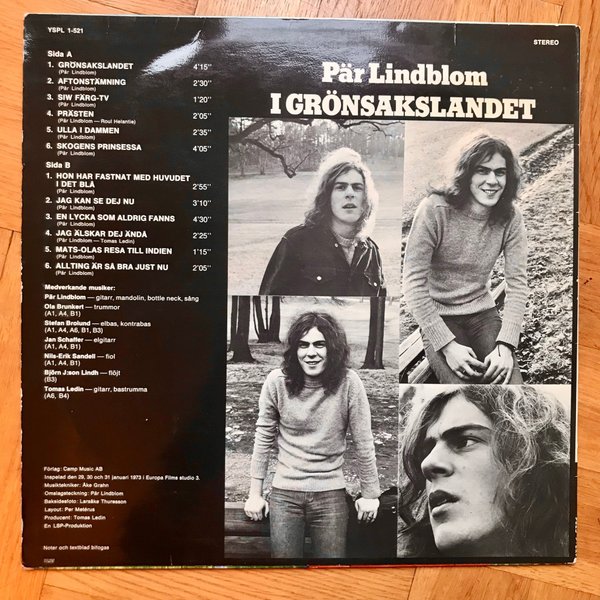 YSPL 1-521
STEREO
Pär Lindblom
I GRÖNSAKSLANDET
Sida A
1. GRÖNSAKSLANDET 4'15"
(Pär Lindblom)
2. AFTONSTÄMNING 2'30"
(Pär Lindblom)
3. SIW FÄRG-TV 1'20"
(Pär Lindblom)
4. PRÄSTEN 2'05"
(Pär Lindblom — Roul Helantie)
5. ULLA I DAMMEN 2'35"
(Pär Lindblom)
6. SKOGENS PRINSESSA 4'05"
(Pär Lindblom)
Sida B
1. HON HAR FASTNAT MED HUVUDET
I DET BLÅ 2'55"
(Pär Lindblom)
2. JAG KAN SE DEJ NU 3'10"
(Pär Lindblom)
3. EN LYCKA SOM ALDRIG FANNS 4'30"
(Pär Lindblom)
4. JAG ÄLSKAR DEJ ÄNDÅ 2'25"
(Pär Lindblom — Tomas Ledin)
5. MATS-OLAS RESA TILL INDIEN 1'15"
(Pär Lindblom)
6. ALLTING ÄR SÅ BRA JUST NU 2'05"
(Pär Lindblom)
Medverkande musiker:
Pär Lindblom — gitarr, mandolin, bottle neck, sång
Ola Brunkert — trummor
(A1, A4, B1)
Stefan Brolund — elbas, kontrabas
(A1, A4, A6, B1, B3)
Jan Schaffer — elgitarr
(A1, A4, B1)
Nils-Erik Sandell — fiol
(A1, A4, B1)
Björn J:son Lindh — flöjt
(B3)
Tomas Ledin — gitarr, bastrumma
(A6, B4)
Förlag: Camp Music AB
Inspelad den 29, 30 och 31 januari 1973 i Europa Films studio 3.
Musiktekniker: Åke Grahn
Omslagsteckning: Pär Lindblom
Baksidesfoto: Larsåke Thuresson
Layout: Per Metérus
Producent: Tomas Ledin
En LSP-Produktion
Noter och textblad bifogas